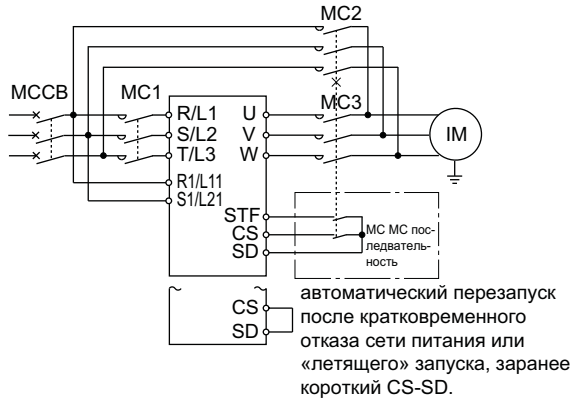 MC2
MCCB
MC1
MC3
R/L1
U
S/L2
V
IM
T/L3
W
R1/L11
S1/L21
STF
CS
SD
MC MC пос-
ледватель-
ность
CS
SD
автоматический перезапуск
после кратковременного
отказа сети питания или
«летящего» запуска, заранее
короткий CS-SD.